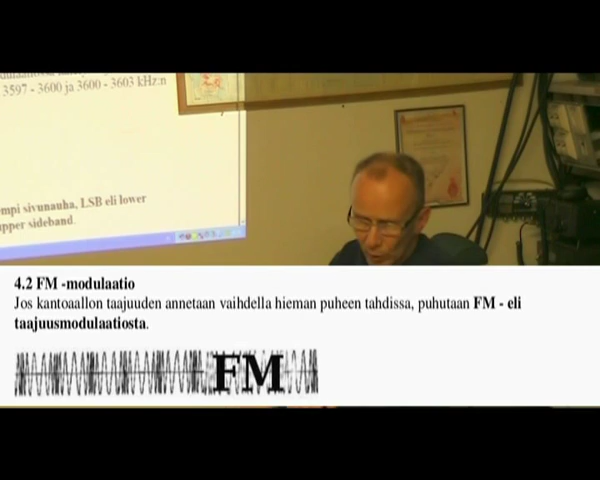 3597 - 3600 ja 3600 - 3603 kHz:n
mpi sivunauha, LSB eli lower
pper sideband.
4.2 FM -modulaatio
Jos kantoaallon taajuuden annetaan vaihdella hieman puheen tahdissa, puhutaan FM - eli
taajuusmodulaatiosta.
FM